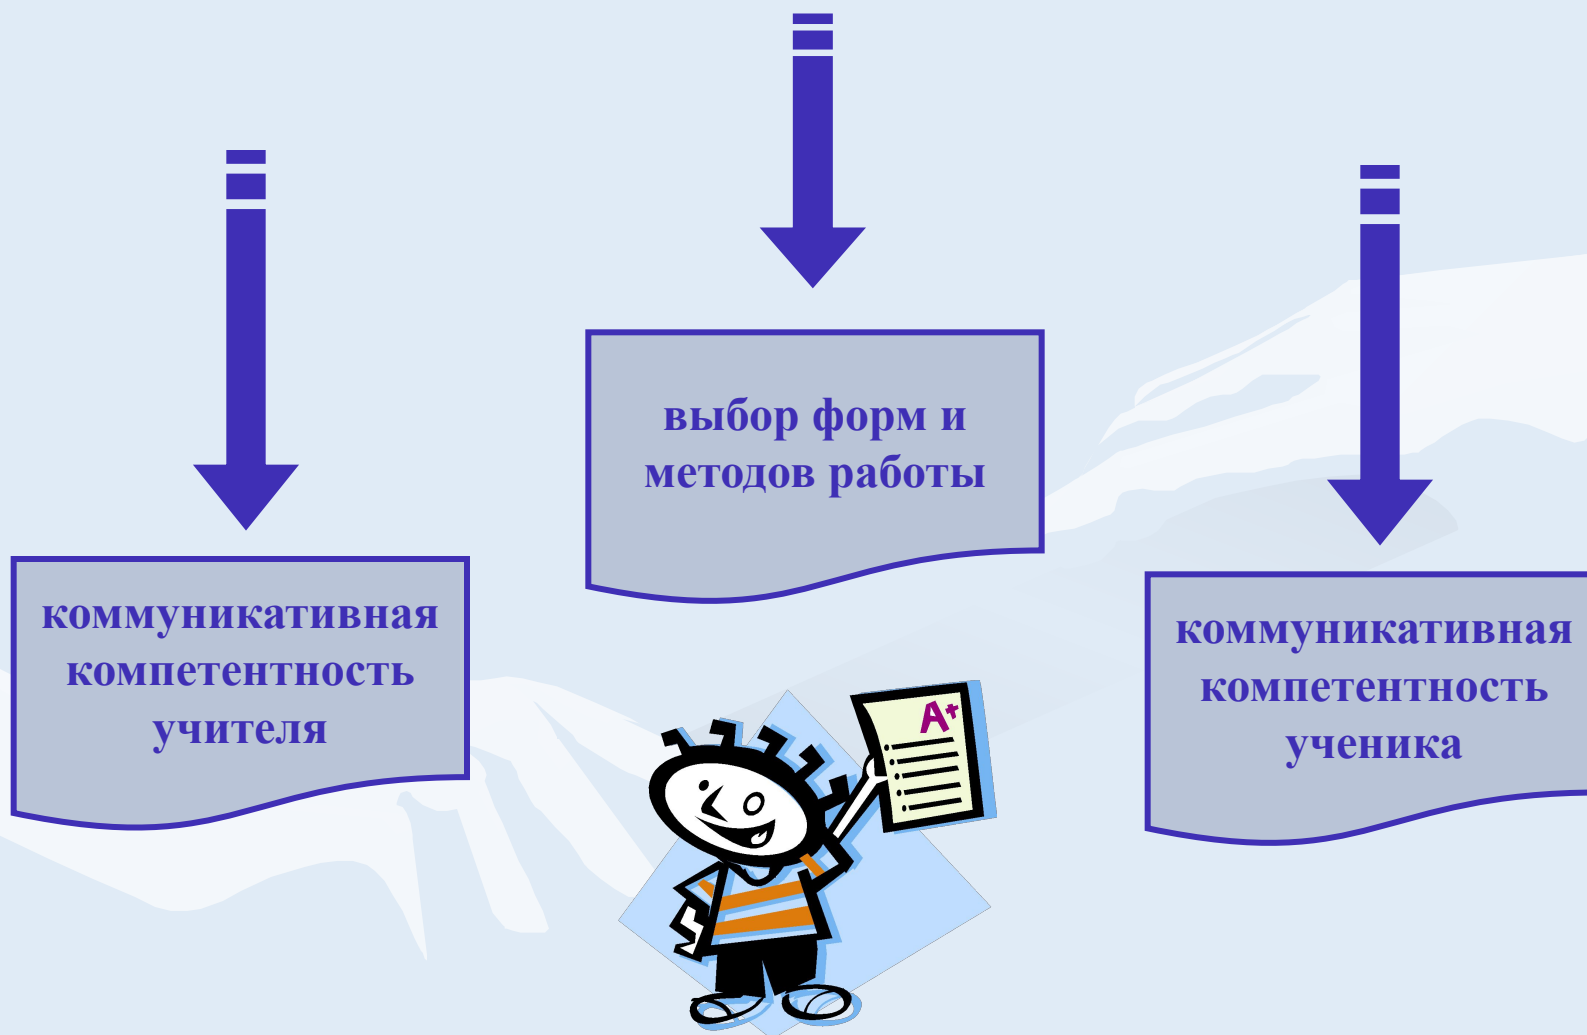 выбор форм и
методов работы
коммуникативная
компетентность
учителя
коммуникативная
компетентность
ученика
A+